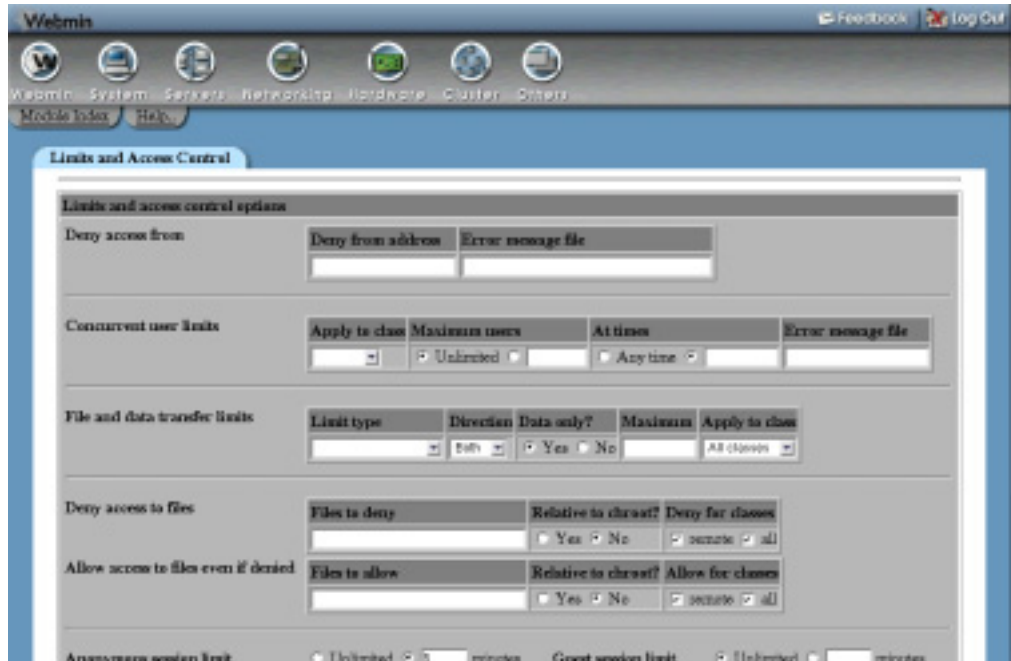 Webmin
Feedback Log Out
Webmin System Servers Networking Hardware Cluster Others
Module Index Help..
Limits and Access Control
Limits and access control options
Deny access from
Deny from address Error message file
Concurrent user limits
Apply to class Maximum users At times Error message file
Unlimited Any time
File and data transfer limits
Limit type Direction Data only? Maximum Apply to class
Both Yes No All classes
Deny access to files
Files to deny Relative to chroot? Deny for classes
Yes No remote all
Allow access to files even if denied
Files to allow Relative to chroot? Allow for classes
Yes No remote all
Anonymous session limit Unlimited minutes Guest session limit Unlimited minutes